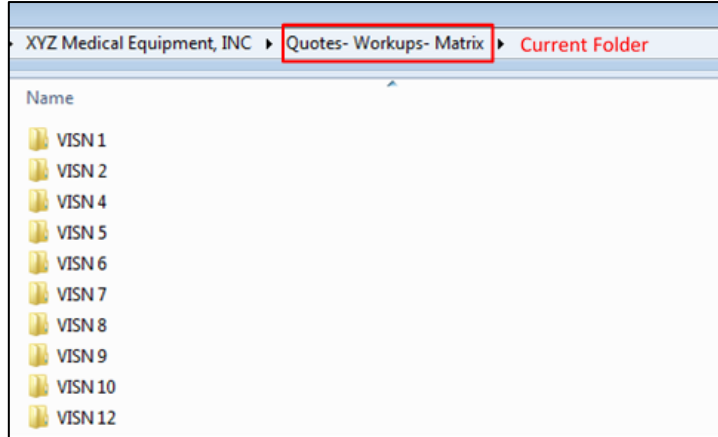 XYZ Medical Equipment, INC Quotes- Workups- Matrix Current Folder
Name
VISN 1
VISN 2
VISN 4
VISN 5
VISN 6
VISN 7
VISN 8
VISN 9
VISN 10
VISN 12